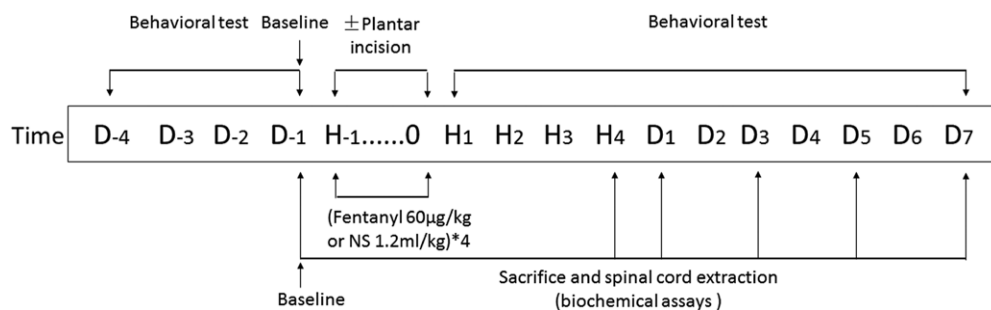 Behavioral test Baseline ±Plantar incision Behavioral test
Time D-4 D-3 D-2 D-1 H-1......0 H1 H2 H3 H4 D1 D2 D3 D4 D5 D6 D7
(Fentanyl 60μg/kg
or NS 1.2ml/kg)*4
Sacrifice and spinal cord extraction
Baseline (biochemical assays )